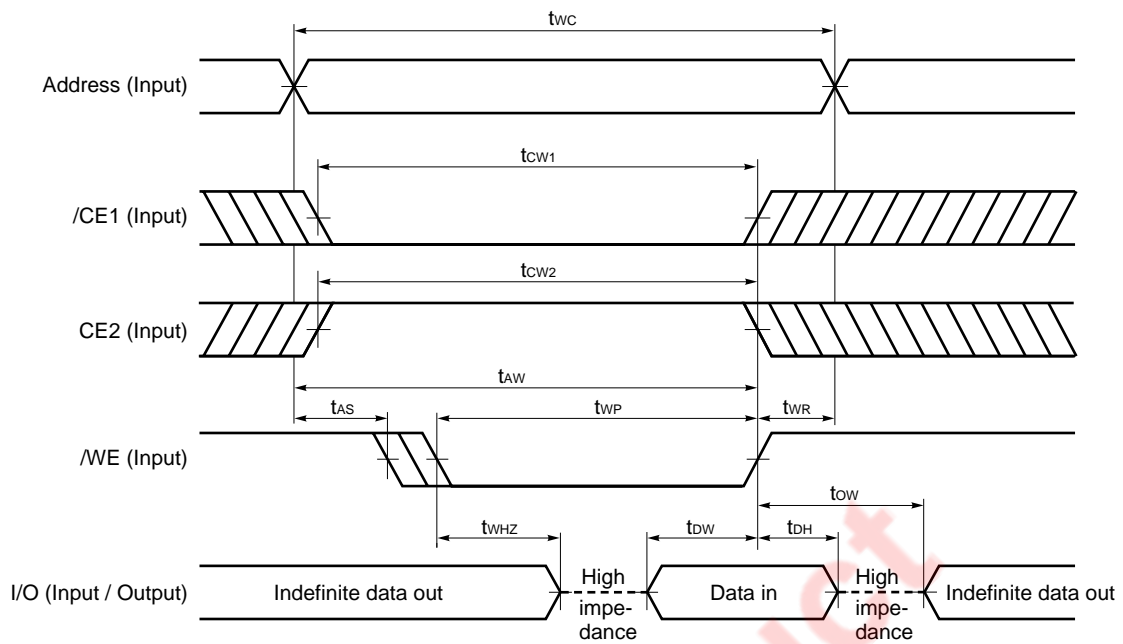 tWC
Address (Input)
tCW1
/CE1 (Input)
tCW2
CE2 (Input)
tAW
tAS
tWP
tWR
/WE (Input)
tOW
tWHZ
tDW
tDH
I/O (Input / Output)
Indefinite data out
High
impe-
dance
Data in
High
impe-
dance
Indefinite data out
uct